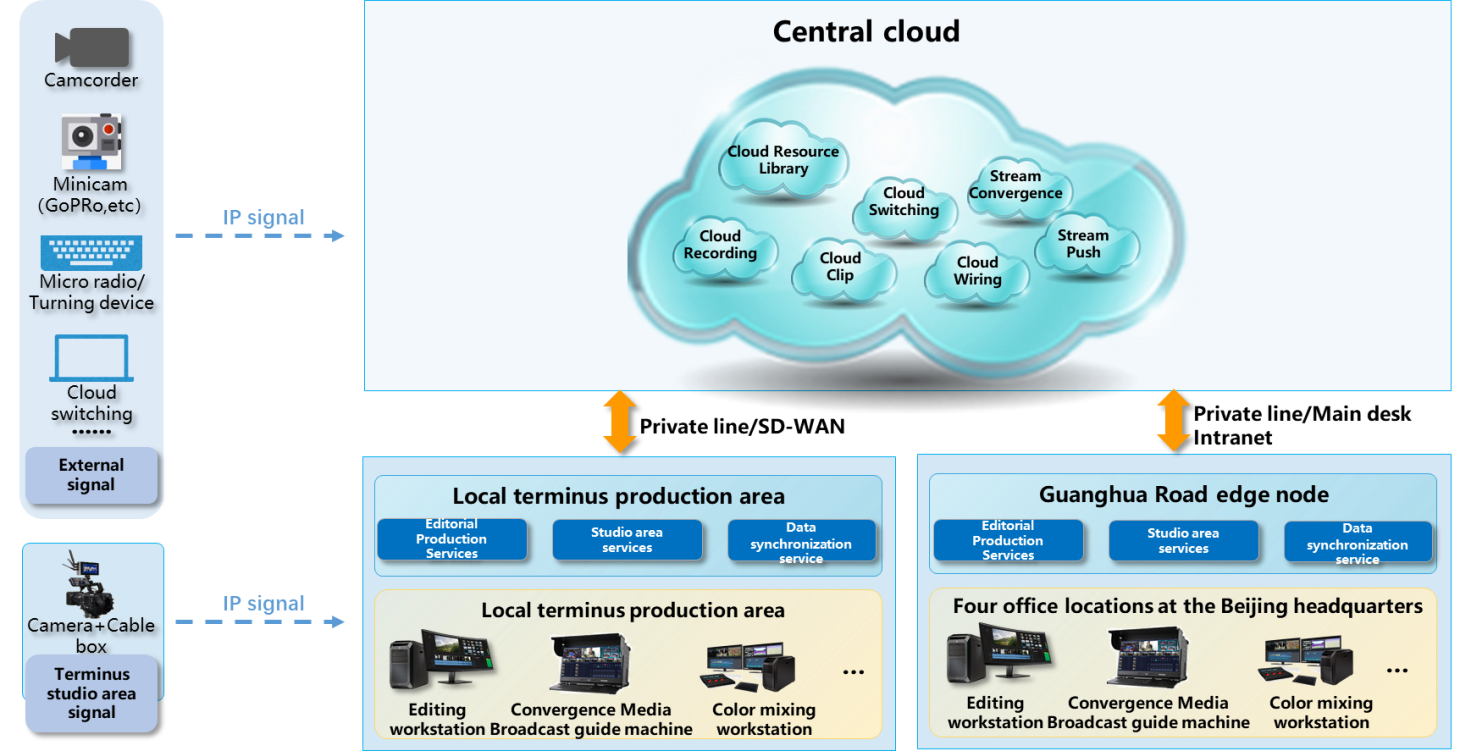 Camcorder
Minicam
(GoPRo,etc)
Micro radio/
Turning device
Cloud
switching
......
External
signal
IP signal
Camera+Cable
box
Terminus
studio area
signal
IP signal
Central cloud
Cloud Resource
Library
Stream
Convergence
Cloud
Switching
Cloud
Recording
Stream
Push
Cloud
Clip
Cloud
Wiring
Private line/SD-WAN
Private line/Main desk
Intranet
Local terminus production area
Editorial
Production
Services
Studio area
services
Data
synchronization
service
Local terminus production area
Editing
workstation
Convergence Media
Broadcast guide machine
Color mixing
workstation
...
Guanghua Road edge node
Editorial
Production
Services
Studio area
services
Data
synchronization
service
Four office locations at the Beijing headquarters
Editing
workstation
Convergence Media
Broadcast guide machine
Color mixing
workstation
...